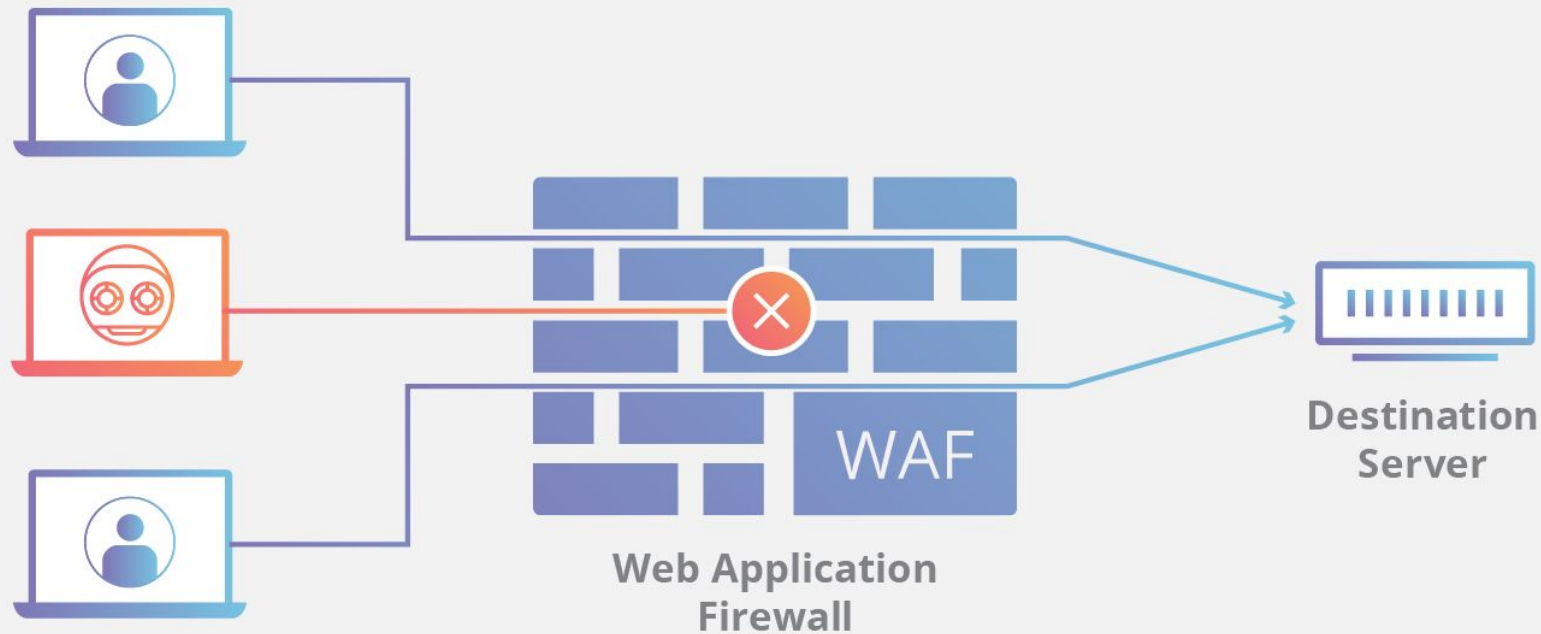 WAF
Web Application
Firewall
Destination
Server